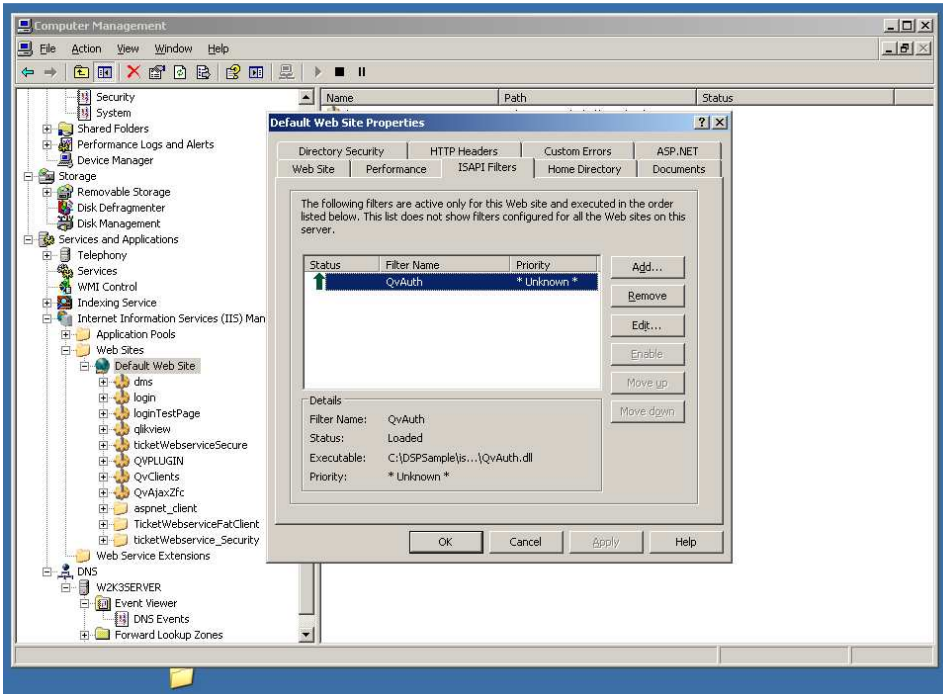 Computer Management
File Action View Window Help
Name Path Status
Security
System
Shared Folders
Performance Logs and Alerts
Device Manager
Storage
Removable Storage
Disk Defragmenter
Disk Management
Services and Applications
Telephony
Services
WMI Control
Indexing Service
Internet Information Services (IIS) Man
Application Pools
Web Sites
Default Web Site
dms
login
loginTestPage
qlikview
ticketWebserviceSecure
QVPLUGIN
QvClients
QvAjaxZfc
aspnet_client
TicketWebserviceFatClient
ticketWebservice_Security
Web Service Extensions
DNS
W2K3SERVER
Event Viewer
DNS Events
Forward Lookup Zones
Default Web Site Properties
Directory Security HTTP Headers Custom Errors ASP.NET
Web Site Performance ISAPI Filters Home Directory Documents
The following filters are active only for this Web site and executed in the order
listed below. This list does not show filters configured for all the Web sites on this
server.
Status Filter Name Priority
QvAuth * Unknown *
Add...
Remove
Edit...
Enable
Move up
Move down
Details
Filter Name: QvAuth
Status: Loaded
Executable: C:\DSPSample\is...\QvAuth.dll
Priority: * Unknown *
OK Cancel Apply Help